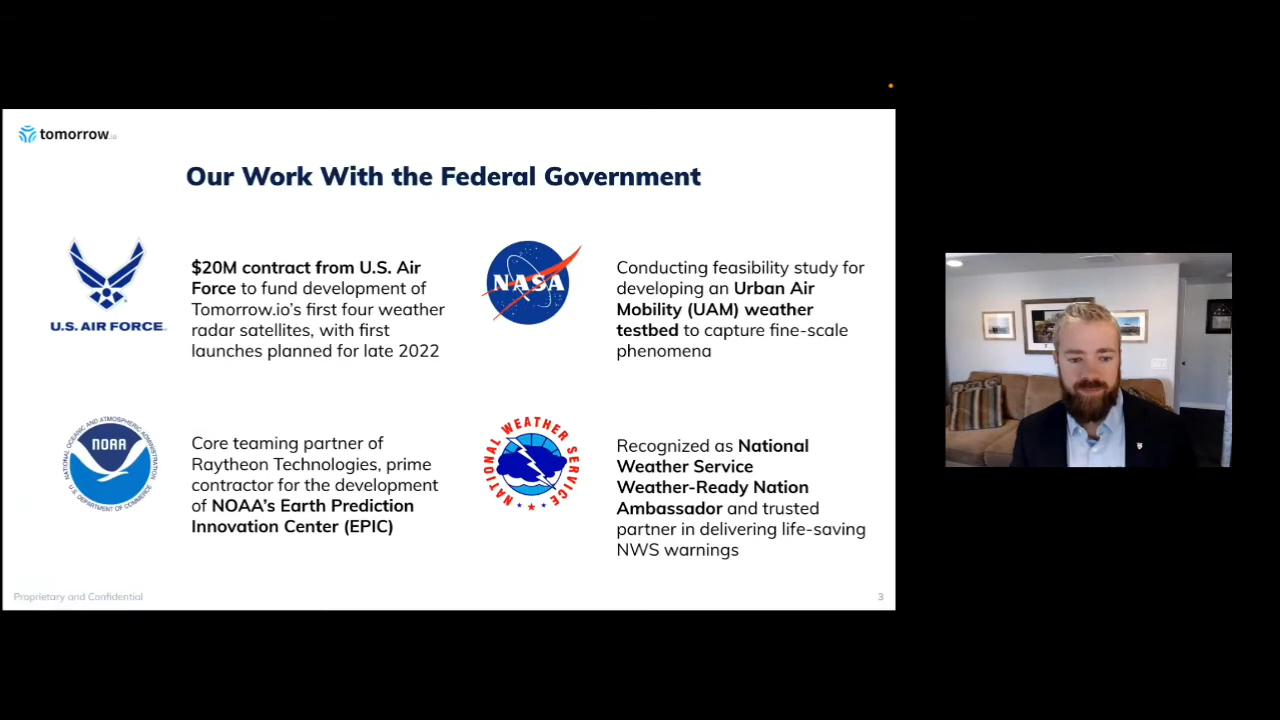 tomorrow.io
Our Work With the Federal Government
U.S. AIR FORCE
$20M contract from U.S. Air
Force to fund development of
Tomorrow.io's first four weather
radar satellites, with first
launches planned for late 2022
NASA
Conducting feasibility study for
developing an Urban Air
Mobility (UAM) weather
testbed to capture fine-scale
phenomena
NATIONAL OCEANIC AND ATMOSPHERIC ADMINISTRATION
NOAA
U.S. DEPARTMENT OF COMMERCE
Core teaming partner of
Raytheon Technologies, prime
contractor for the development
of NOAA's Earth Prediction
Innovation Center (EPIC)
NATIONAL WEATHER SERVICE
Recognized as National
Weather Service
Weather-Ready Nation
Ambassador and trusted
partner in delivering life-saving
NWS warnings
Proprietary and Confidential
3